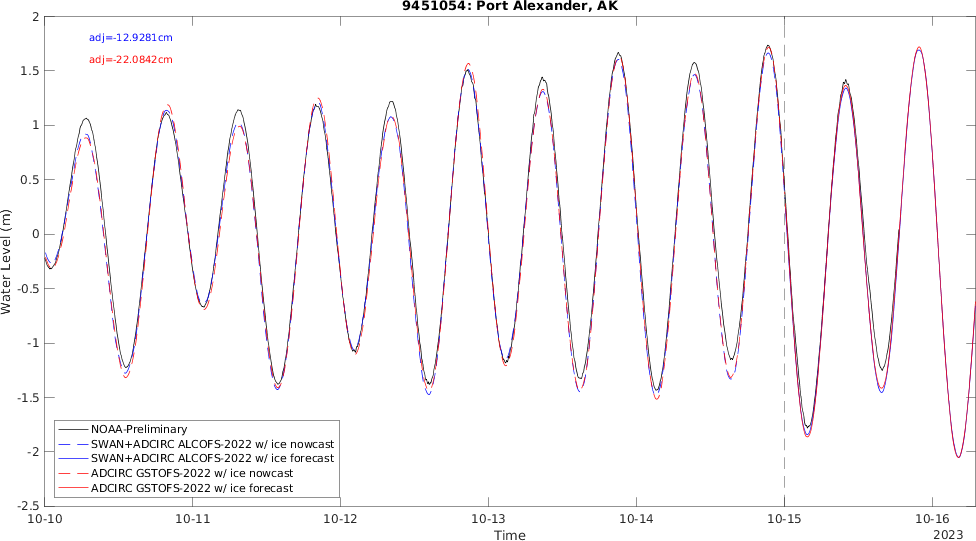 9451054: Port Alexander, AK
adj=-12.9281cm
adj=-22.0842cm
2
1.5
1
0.5
0
-0.5
-1
-1.5
-2
-2.5
Water Level (m)
NOAA-Preliminary
SWAN+ADCIRC ALCOFS-2022 w/ ice nowcast
SWAN+ADCIRC ALCOFS-2022 w/ ice forecast
ADCIRC GSTOFS-2022 w/ ice nowcast
ADCIRC GSTOFS-2022 w/ ice forecast
10-10 10-11 10-12 10-13 10-14 10-15 10-16
Time
2023